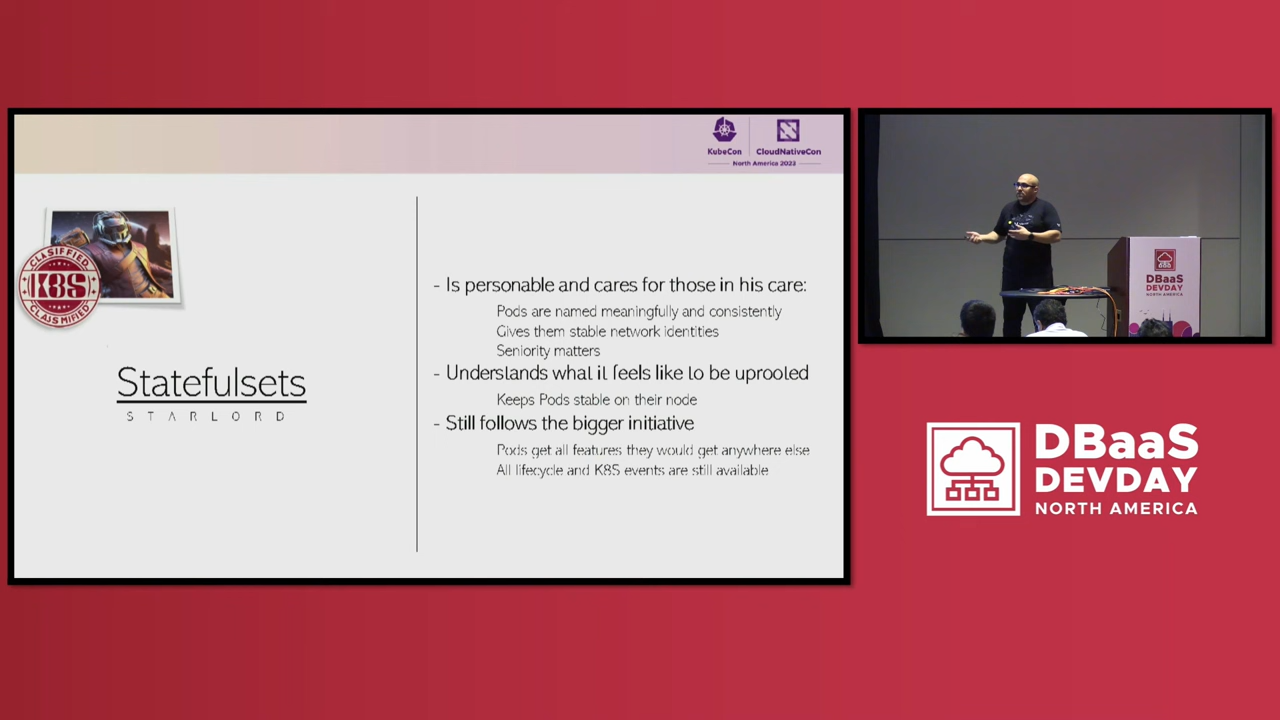 KubeCon
CloudNativeCon
North America 2023
CLASIFFIED
K8S
CLASSIFIED
Statefulsets
STARLORD
- Is personable and cares for those in his care:
Pods are named meaningfully and consistently
Gives them stable network identities
Seniority matters
- Understands what it feels like to be uprooted
Keeps Pods stable on their node
- Still follows the bigger initiative
Pods get all features they would get anywhere else
All lifecycle and K8S events are still available
DBaaS
DEVDAY
NORTH AMERICA
DBaaS
DEVDAY
NORTH AMERICA